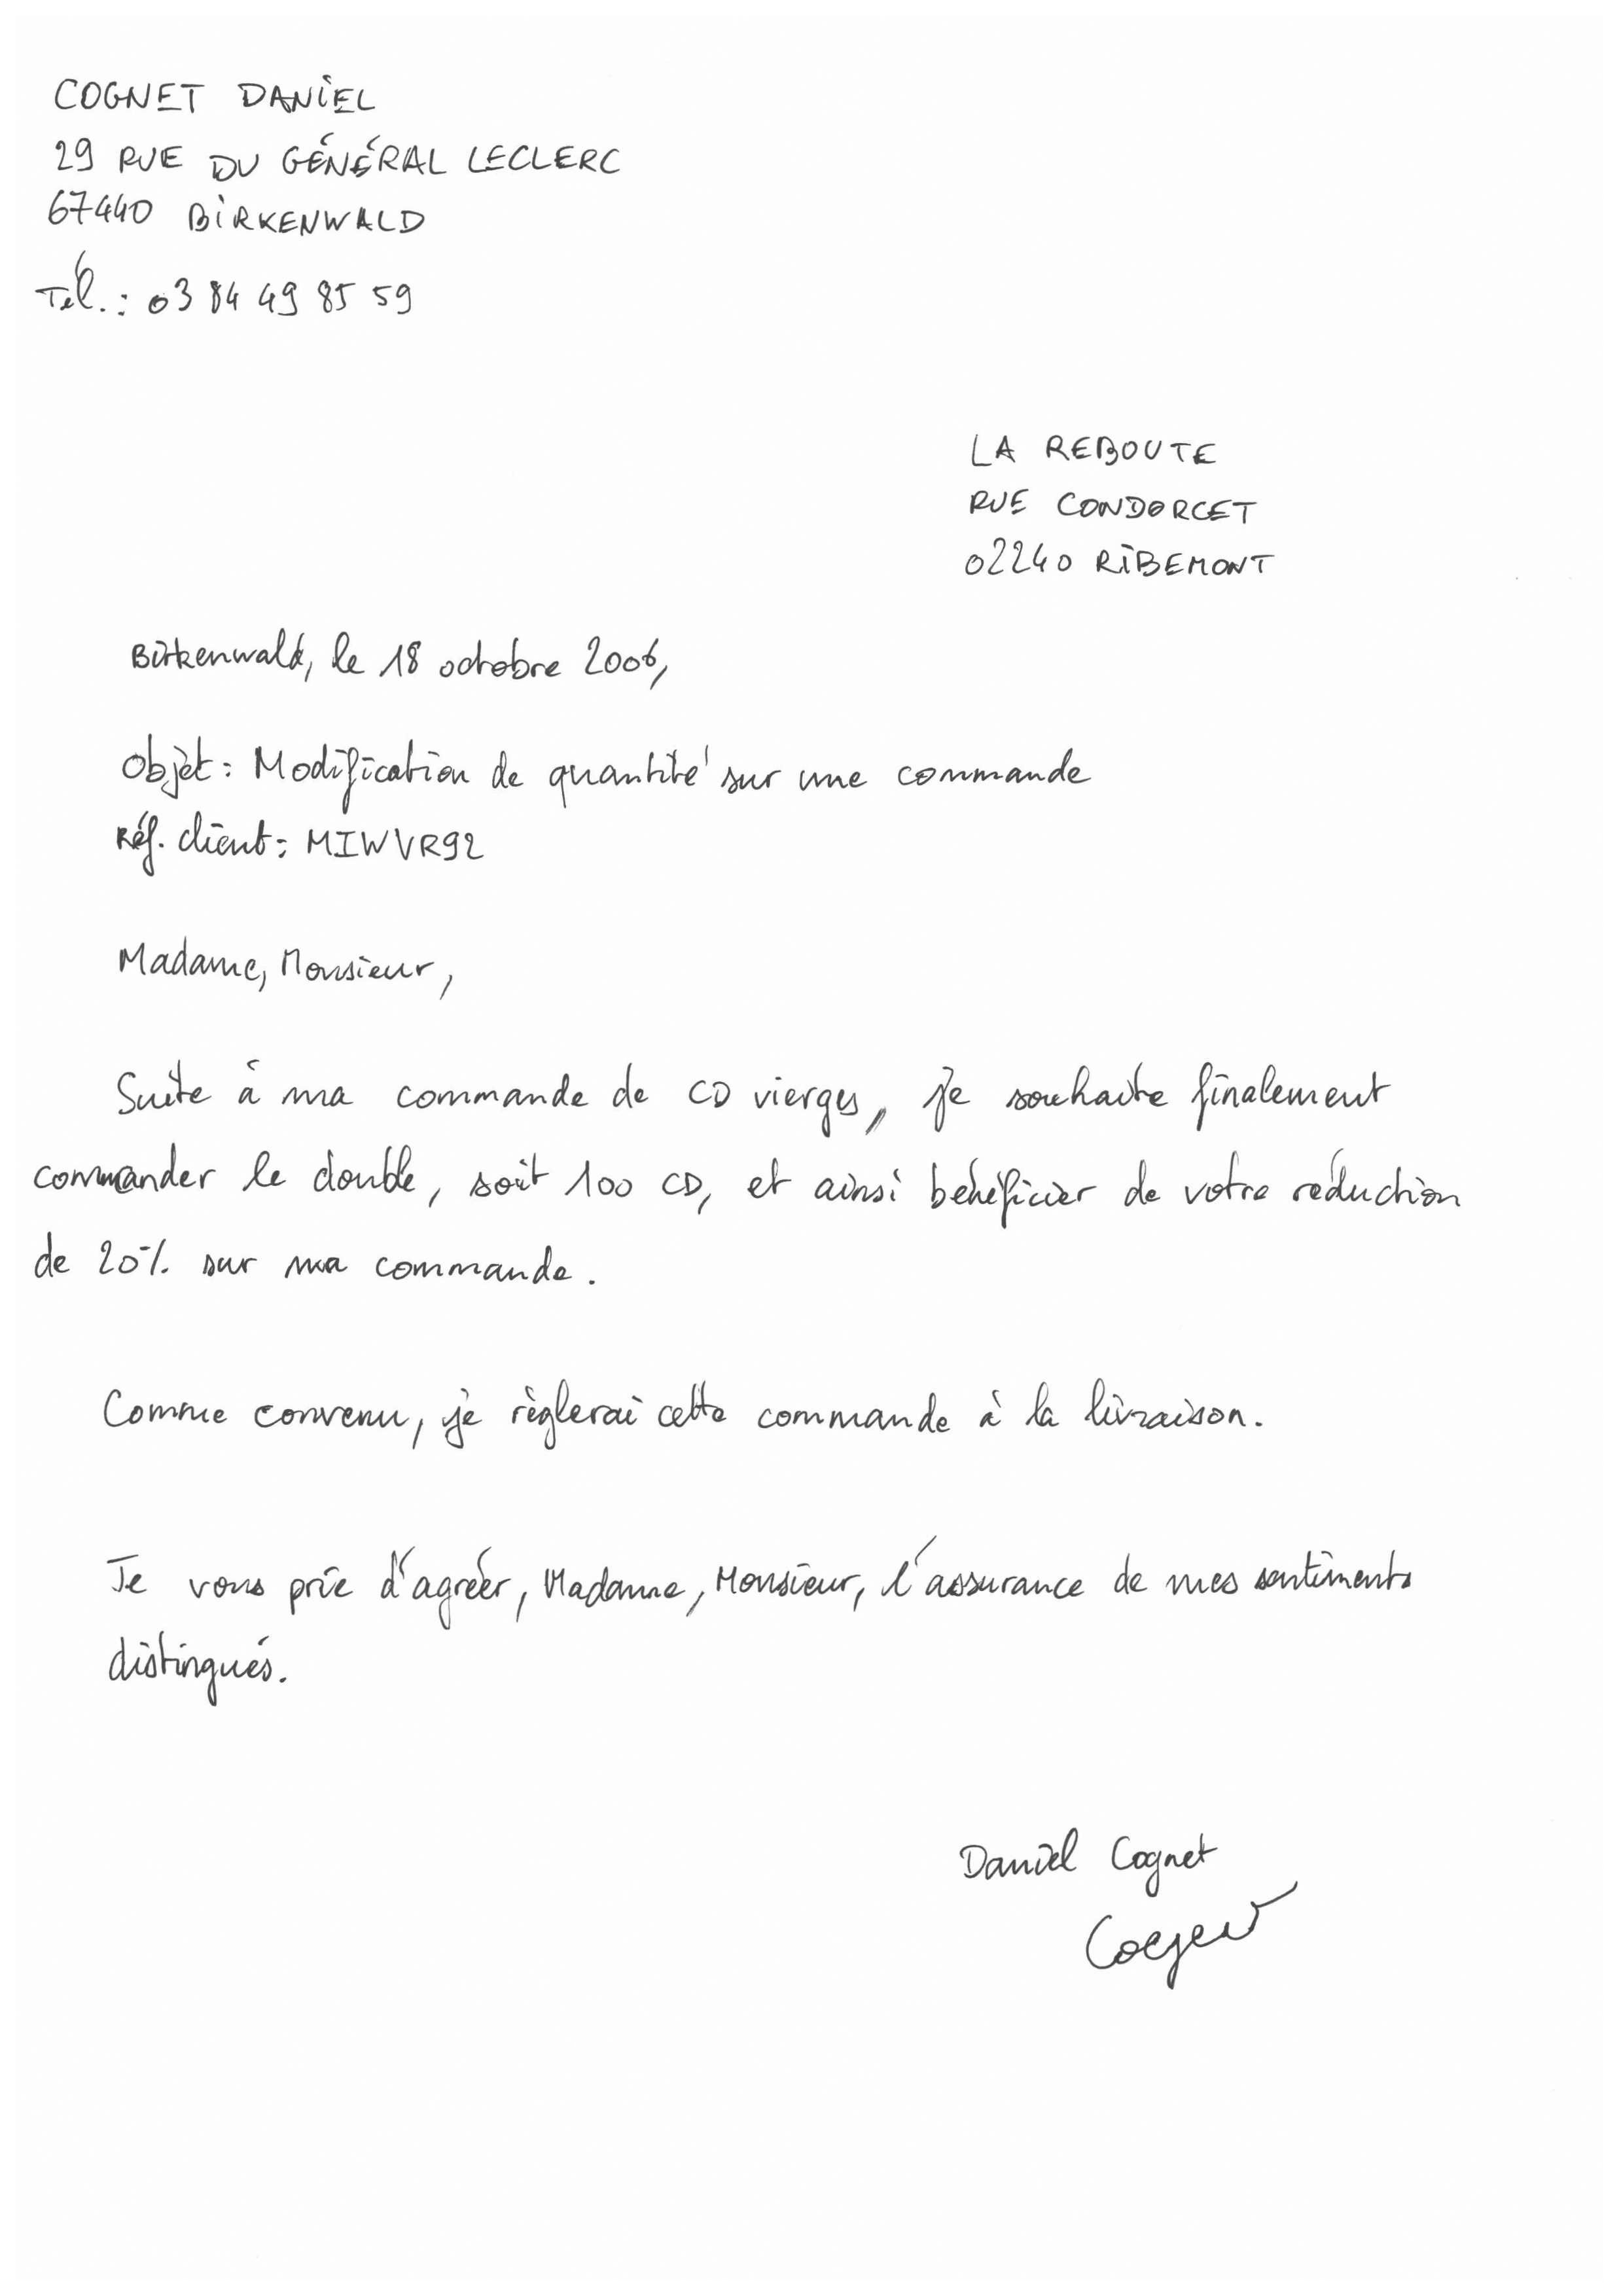 COGNET DANIEL
29 RUE DU GÉNÉRAL LECLERC
67440 BIRKENWALD
Tél. : 03 84 49 85 59
LA REBOUTE
RUE CONDORCET
02240 RIBEMONT
Birkenwald, le 18 octobre 2006,
Objet : Modification de quantité sur une commande
Réf. client : MIWVR92
Madame, Monsieur,
Suite à ma commande de CD vierges, je souhaite finalement
commander le double, soit 100 CD, et ainsi bénéficier de votre réduction
de 20% sur ma commande.
Comme convenu, je règlerai cette commande à la livraison.
Je vous prie d'agréer, Madame, Monsieur, l'assurance de mes sentiments
distingués.
Daniel Cognet